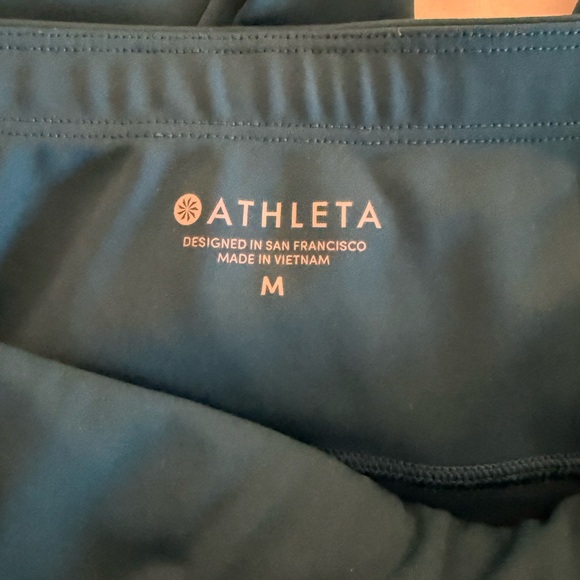 ATHLETA
DESIGNED IN SAN FRANCISCO
MADE IN VIETNAM
M